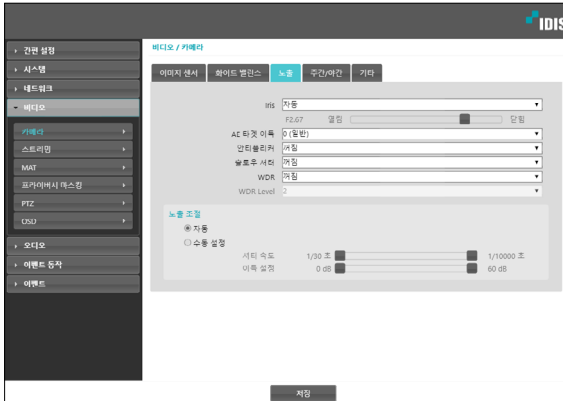 IDIS
간편 설정
시스템
네트워크
비디오
카메라
스트리밍
MAT
프라이버시 마스킹
PTZ
OSD
오디오
이벤트 동작
이벤트
비디오 / 카메라
이미지 센서 화이트 밸런스 노출 주간/야간 기타
Iris 자동
F2.67 열림 닫힘
AE 타겟 이득 0 (일반)
안티플리커 꺼짐
슬로우 셔터 꺼짐
WDR 꺼짐
WDR Level 2
노출 조절
자동
수동 설정
셔터 속도 1/30 초 1/10000 초
이득 설정 0 dB 60 dB
저장